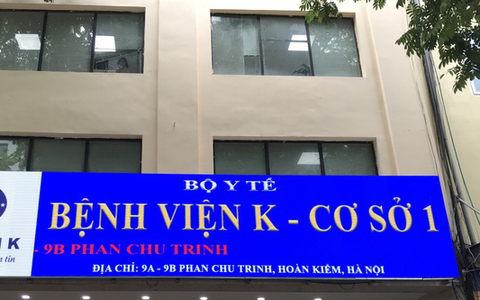 BỘ Y TẾ
BỆNH VIỆN K - CƠ SỞ 1
- 9B PHAN CHU TRINH
ĐỊA CHỈ: 9A - 9B PHAN CHU TRINH, HOÀN KIẾM, HÀ NỘI
K
tín